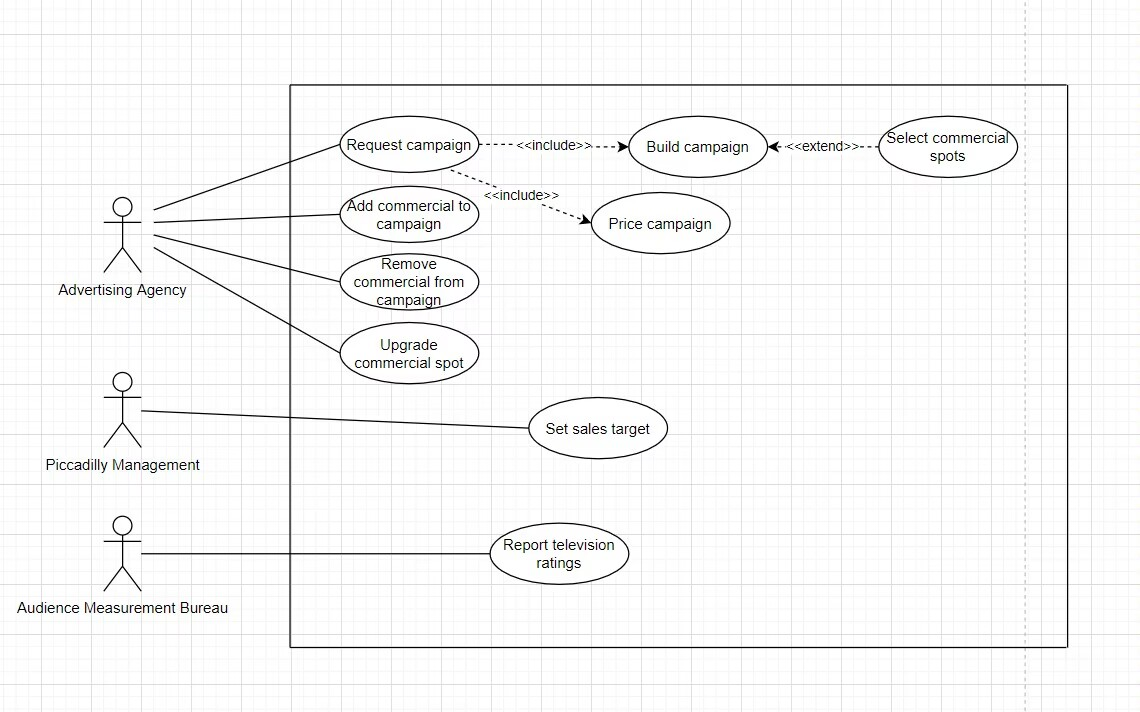 Request campaign
<<include>>
Build campaign
<<extend>>
Select commercial
spots
<<include>>
Price campaign
Add commercial to
campaign
Remove
commercial from
campaign
Advertising Agency
Upgrade
commercial spot
Set sales target
Piccadilly Management
Report television
ratings
Audience Measurement Bureau